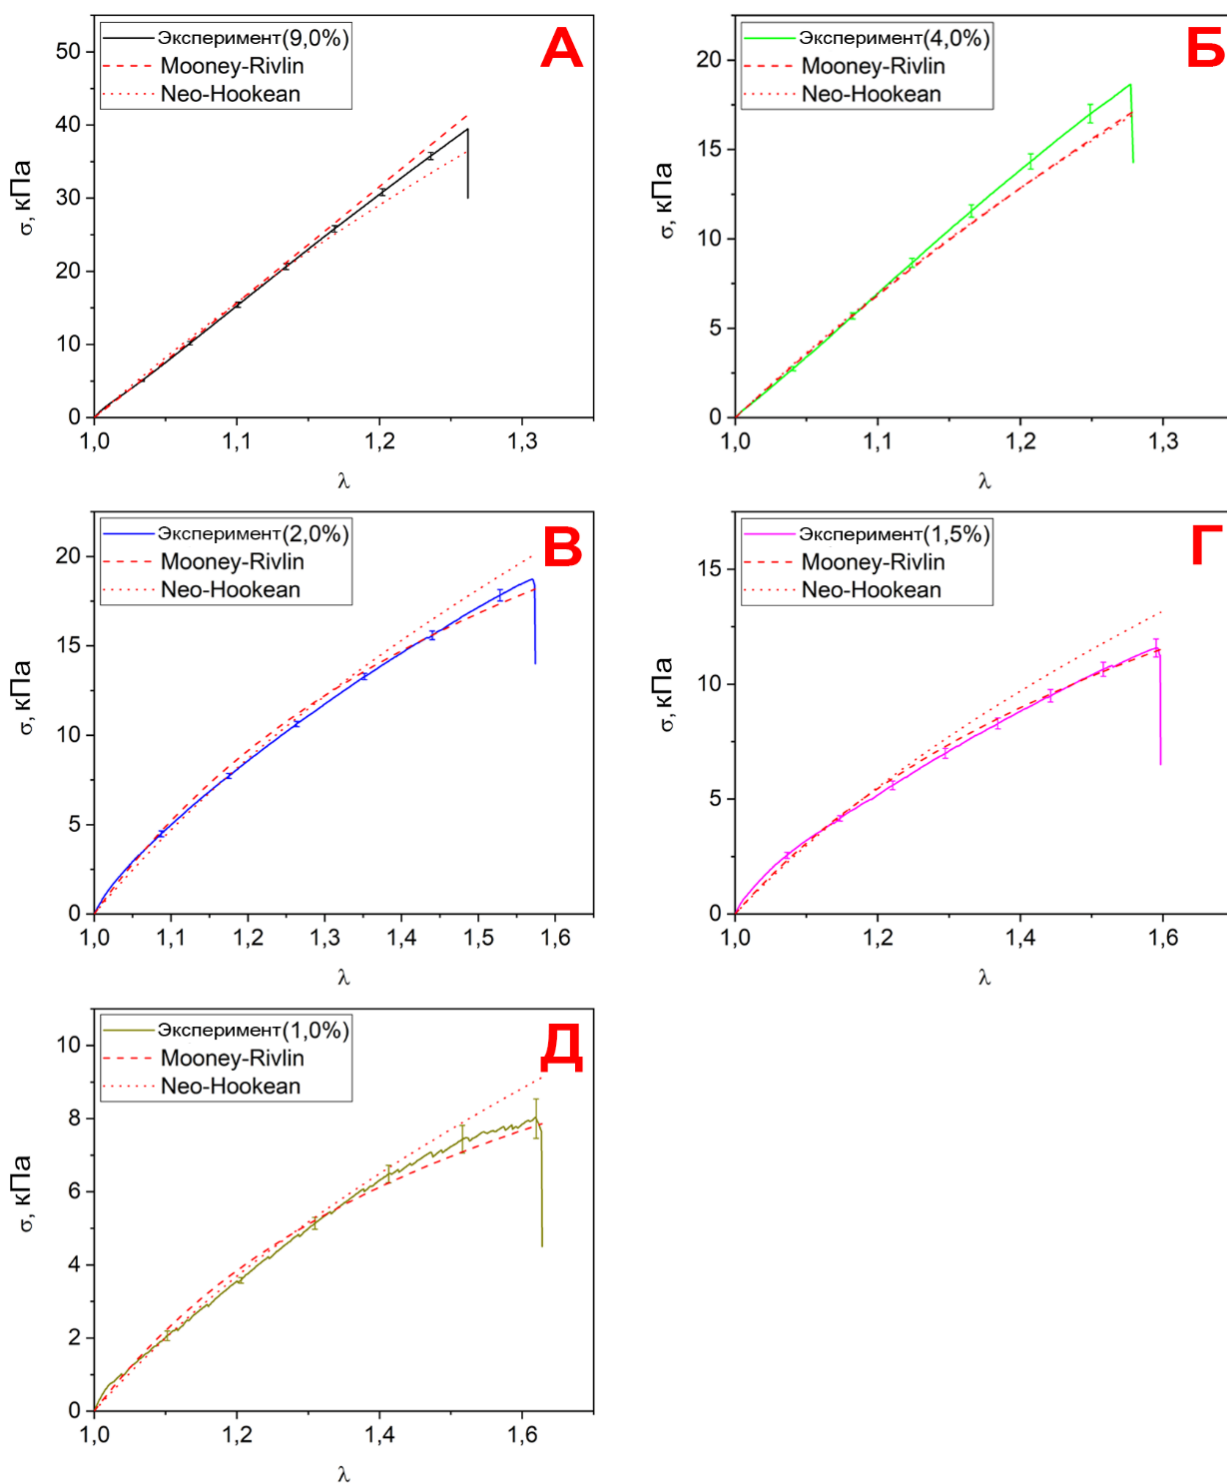 Эксперимент(9,0%)
Mooney-Rivlin
Neo-Hookean
А
σ, кПа
50
40
30
20
10
0
1,0 1,1 1,2 1,3
λ
Эксперимент(4,0%)
Mooney-Rivlin
Neo-Hookean
Б
σ, кПа
20
15
10
5
0
1,0 1,1 1,2 1,3
λ
Эксперимент(2,0%)
Mooney-Rivlin
Neo-Hookean
В
σ, кПа
20
15
10
5
0
1,0 1,1 1,2 1,3 1,4 1,5 1,6
λ
Эксперимент(1,5%)
Mooney-Rivlin
Neo-Hookean
Г
σ, кПа
15
10
5
0
1,0 1,2 1,4 1,6
λ
Эксперимент(1,0%)
Mooney-Rivlin
Neo-Hookean
Д
σ, кПа
10
8
6
4
2
0
1,0 1,2 1,4 1,6
λ